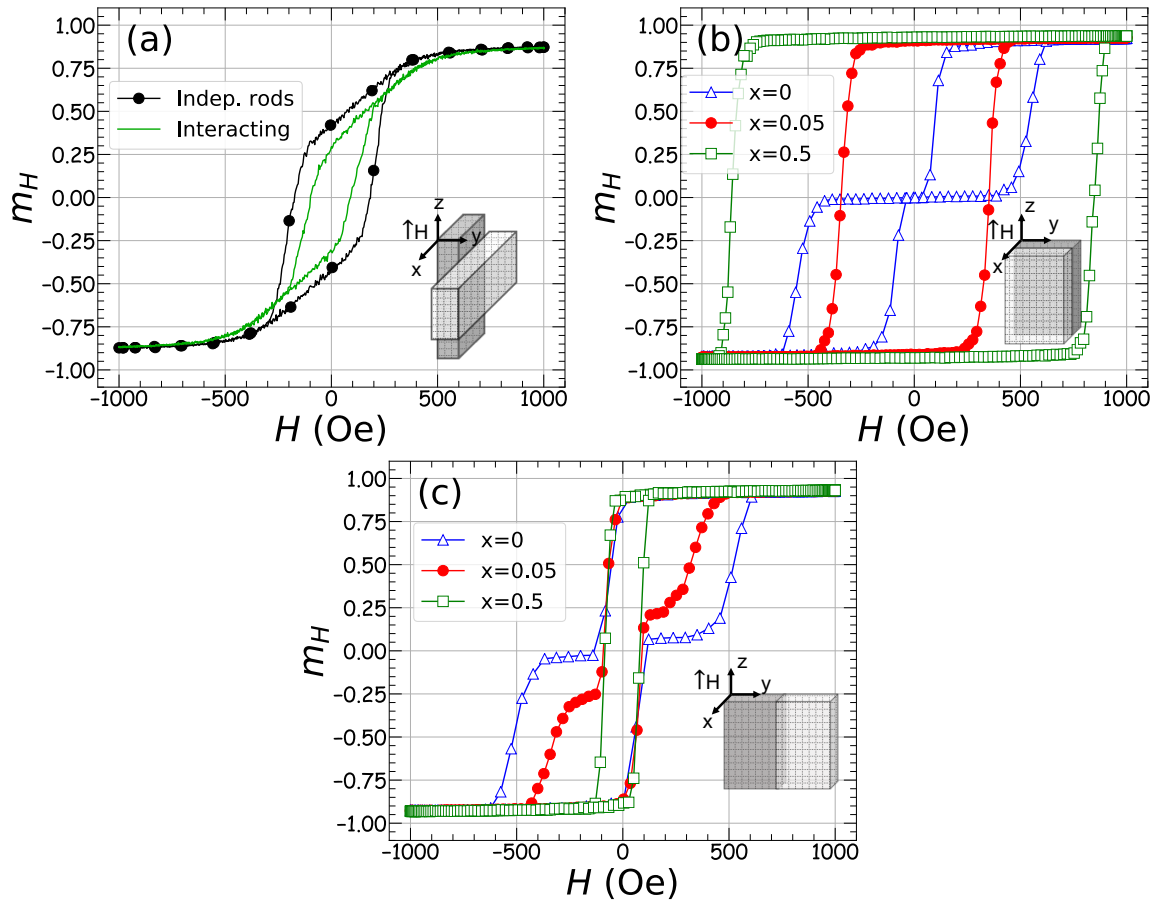 (a)
1.00
0.75
0.50
0.25
0.00
−0.25
−0.50
−0.75
−1.00
m_H
Indep. rods
Interacting
↑H
z
y
x
−1000
−500
0
500
1000
H (Oe)
(b)
1.00
0.75
0.50
0.25
0.00
−0.25
−0.50
−0.75
−1.00
m_H
x=0
x=0.05
x=0.5
↑H
z
y
x
−1000
−500
0
500
1000
H (Oe)
(c)
1.00
0.75
0.50
0.25
0.00
−0.25
−0.50
−0.75
−1.00
m_H
x=0
x=0.05
x=0.5
↑H
z
y
x
−1000
−500
0
500
1000
H (Oe)